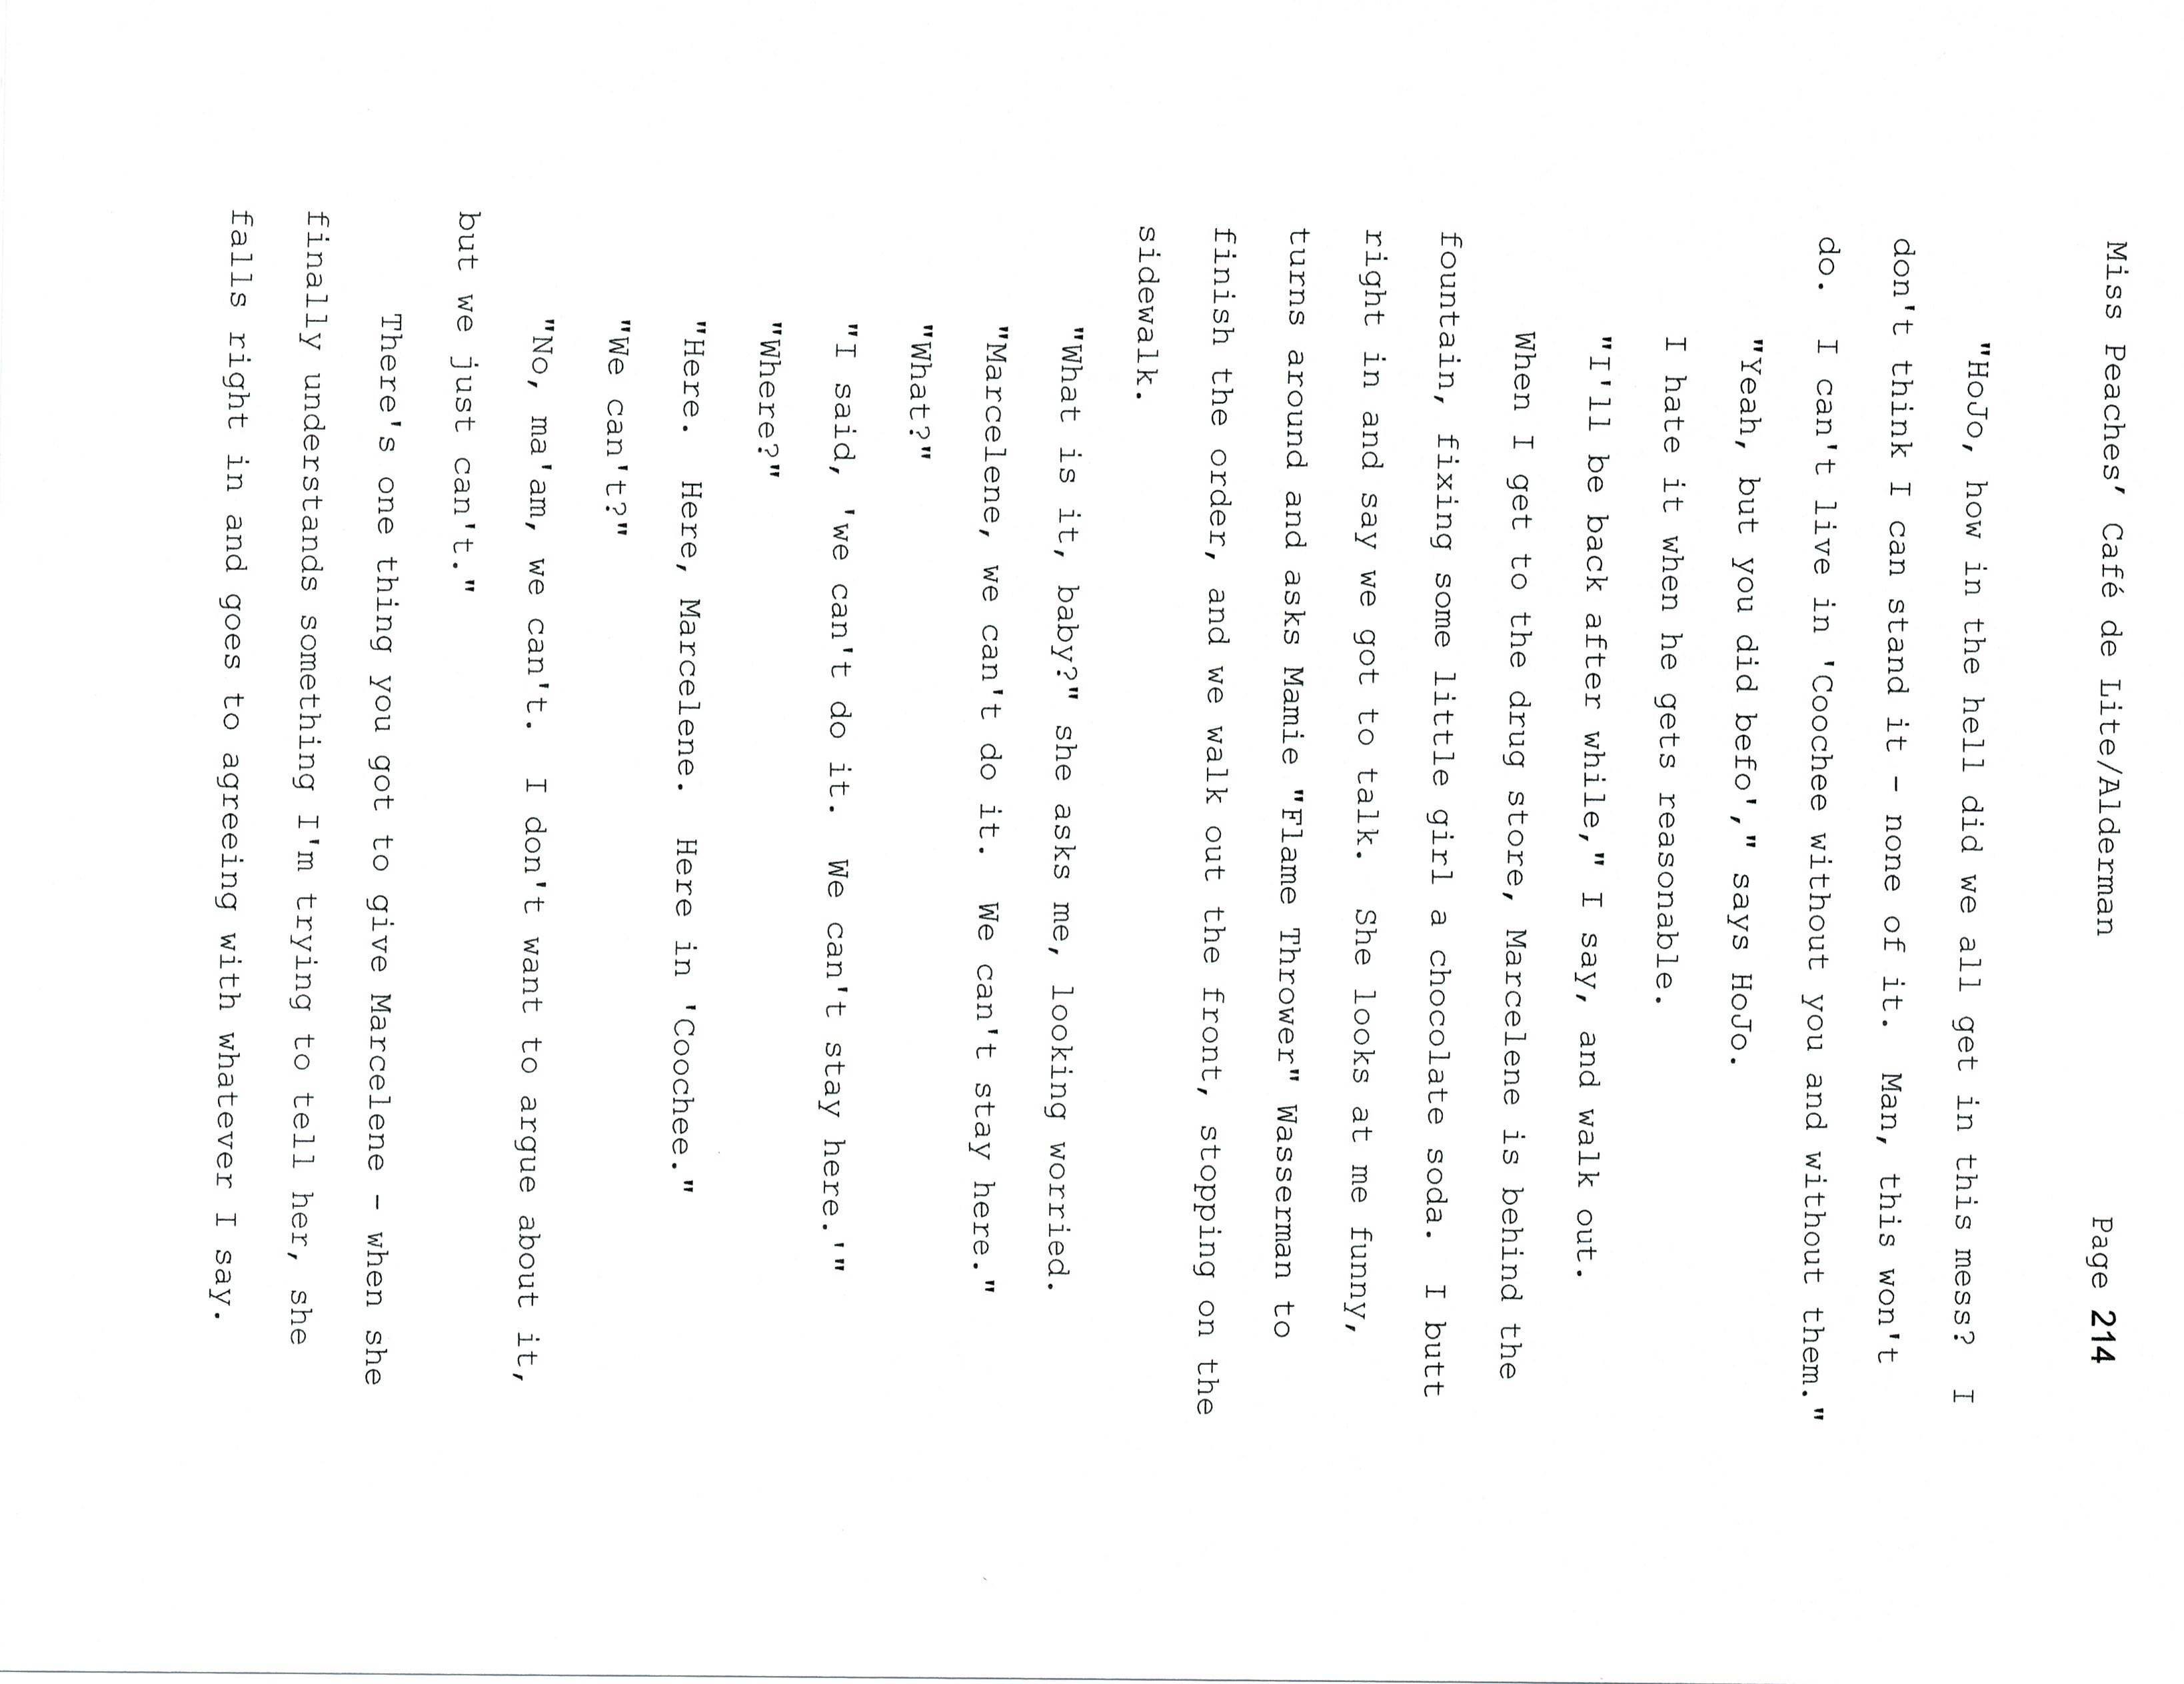 Miss Peaches’ Café de Lite/Alderman Page 214
"HoJo, how in the hell did we all get in this mess?  I
don't think I can stand it - none of it.  Man, this won't
do.  I can't live in 'Coochee without you and without them."
"Yeah, but you did befo'," says HoJo.
I hate it when he gets reasonable.
"I'll be back after while," I say, and walk out.
When I get to the drug store, Marcelene is behind the
fountain, fixing some little girl a chocolate soda.  I butt
right in and say we got to talk.  She looks at me funny,
turns around and asks Mamie "Flame Thrower" Wasserman to
finish the order, and we walk out the front, stopping on the
sidewalk.
"What is it, baby?" she asks me, looking worried.
"Marcelene, we can't do it.  We can't stay here."
"What?"
"I said, 'we can't do it.  We can't stay here.'"
"Where?"
"Here.  Here, Marcelene.  Here in 'Coochee."
"We can't?"
"No, ma'am, we can't.  I don't want to argue about it,
but we just can't."
There's one thing you got to give Marcelene - when she
finally understands something I'm trying to tell her, she
falls right in and goes to agreeing with whatever I say.